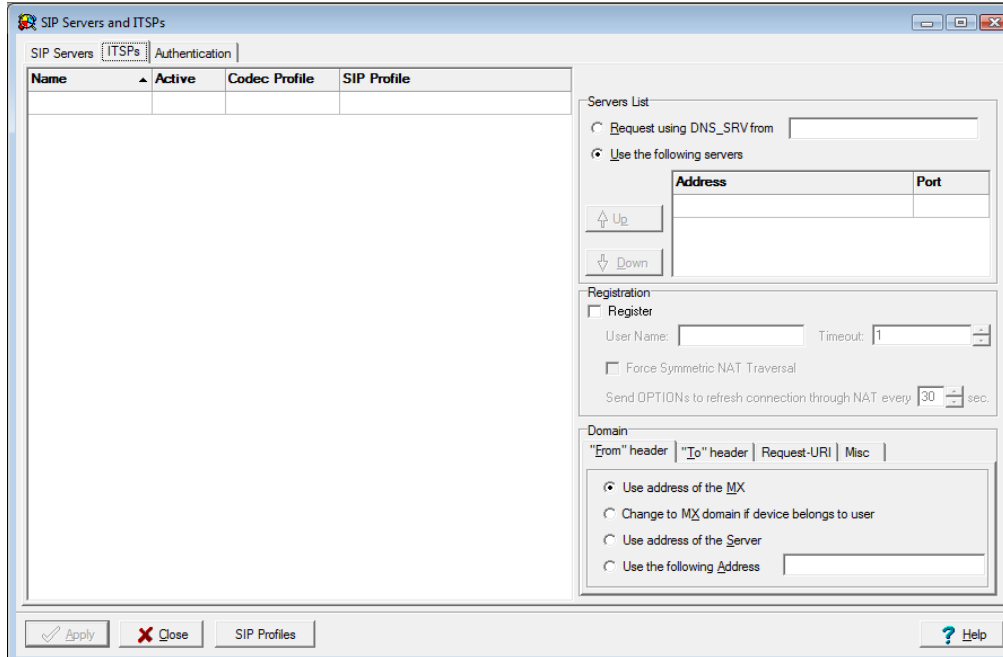 SIP Servers and ITSPs
SIP Servers ITSPs Authentication
Name Active Codec Profile SIP Profile
Servers List
Request using DNS_SRV from
Use the following servers
Address Port
Up
Down
Registration
Register
User Name: Timeout: 1
Force Symmetric NAT Traversal
Send OPTIONs to refresh connection through NAT every 30 sec.
Domain
"From" header "To" header Request-URI Misc
Use address of the MX
Change to MX domain if device belongs to user
Use address of the Server
Use the following Address
Apply Close SIP Profiles Help